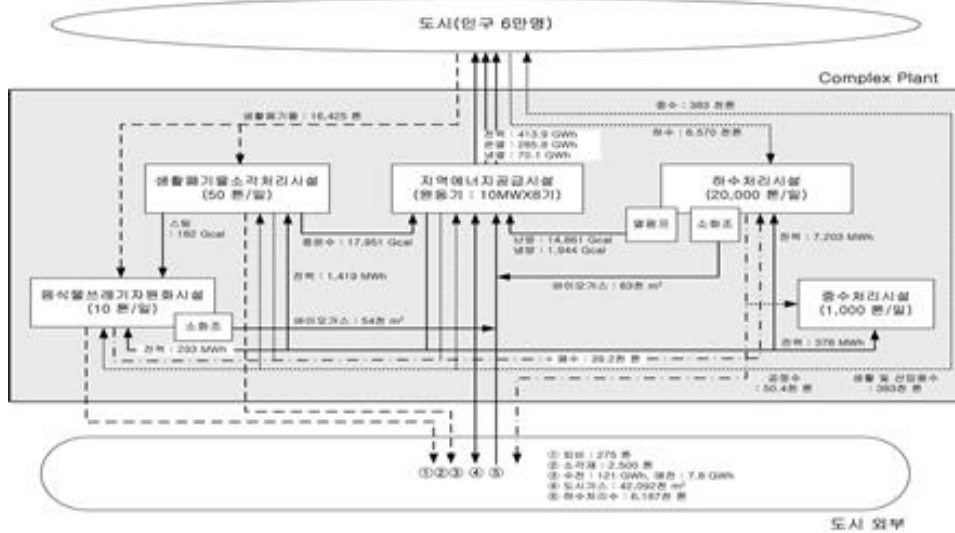 도시(인구 6만명)
Complex Plant
중수 : 383 천톤
생활폐기물 : 16,425 톤
전력 : 413.9 GWh
온열 : 285.8 GWh
냉열 : 70.1 GWh
하수 : 6,570 천톤
생활폐기물소각처리시설
(50 톤/일)
지역에너지공급시설
(원동기 : 10MWX8기)
하수처리시설
(20,000 톤/일)
열펌프
소화조
스팀
: 182 Gcal
중온수 : 17,951 Gcal
난방 : 14,861 Gcal
냉방 : 1,944 Gcal
전력 : 7,203 MWh
전력 : 1,419 MWh
바이오가스 : 63천 m³
음식물쓰레기자원화시설
(10 톤/일)
소화조
바이오가스 : 54천 m³
중수처리시설
(1,000 톤/일)
전력 : 293 MWh
전력 : 378 MWh
폐수 : 29.2천 톤
공정수
: 50.4천 톤
생활 및 산업용수
: 383천 톤
①②③ ④ ⑤
① 퇴비 : 275 톤
② 소각재 : 2,500 톤
③ 수전 : 121 GWh, 매전 : 7.8 GWh
④ 도시가스 : 42,092천 m³
⑤ 하수처리수 : 6,187천 톤
도시 외부